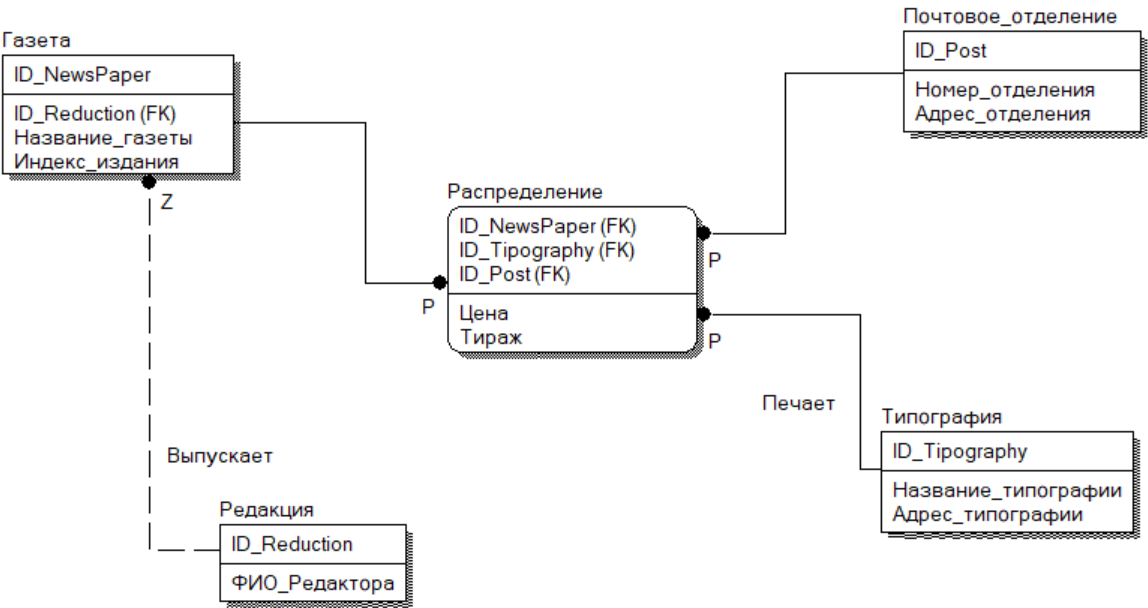 Газета
ID_NewsPaper
ID_Reduction (FK)
Название_газеты
Индекс_издания
Z
Почтовое_отделение
ID_Post
Номер_отделения
Адрес_отделения
Распределение
ID_NewsPaper (FK)
ID_Tipography (FK)
ID_Post (FK)
Цена
Тираж
P
P
P
Печает
Типография
ID_Tipography
Название_типографии
Адрес_типографии
Выпускает
Редакция
ID_Reduction
ФИО_Редактора